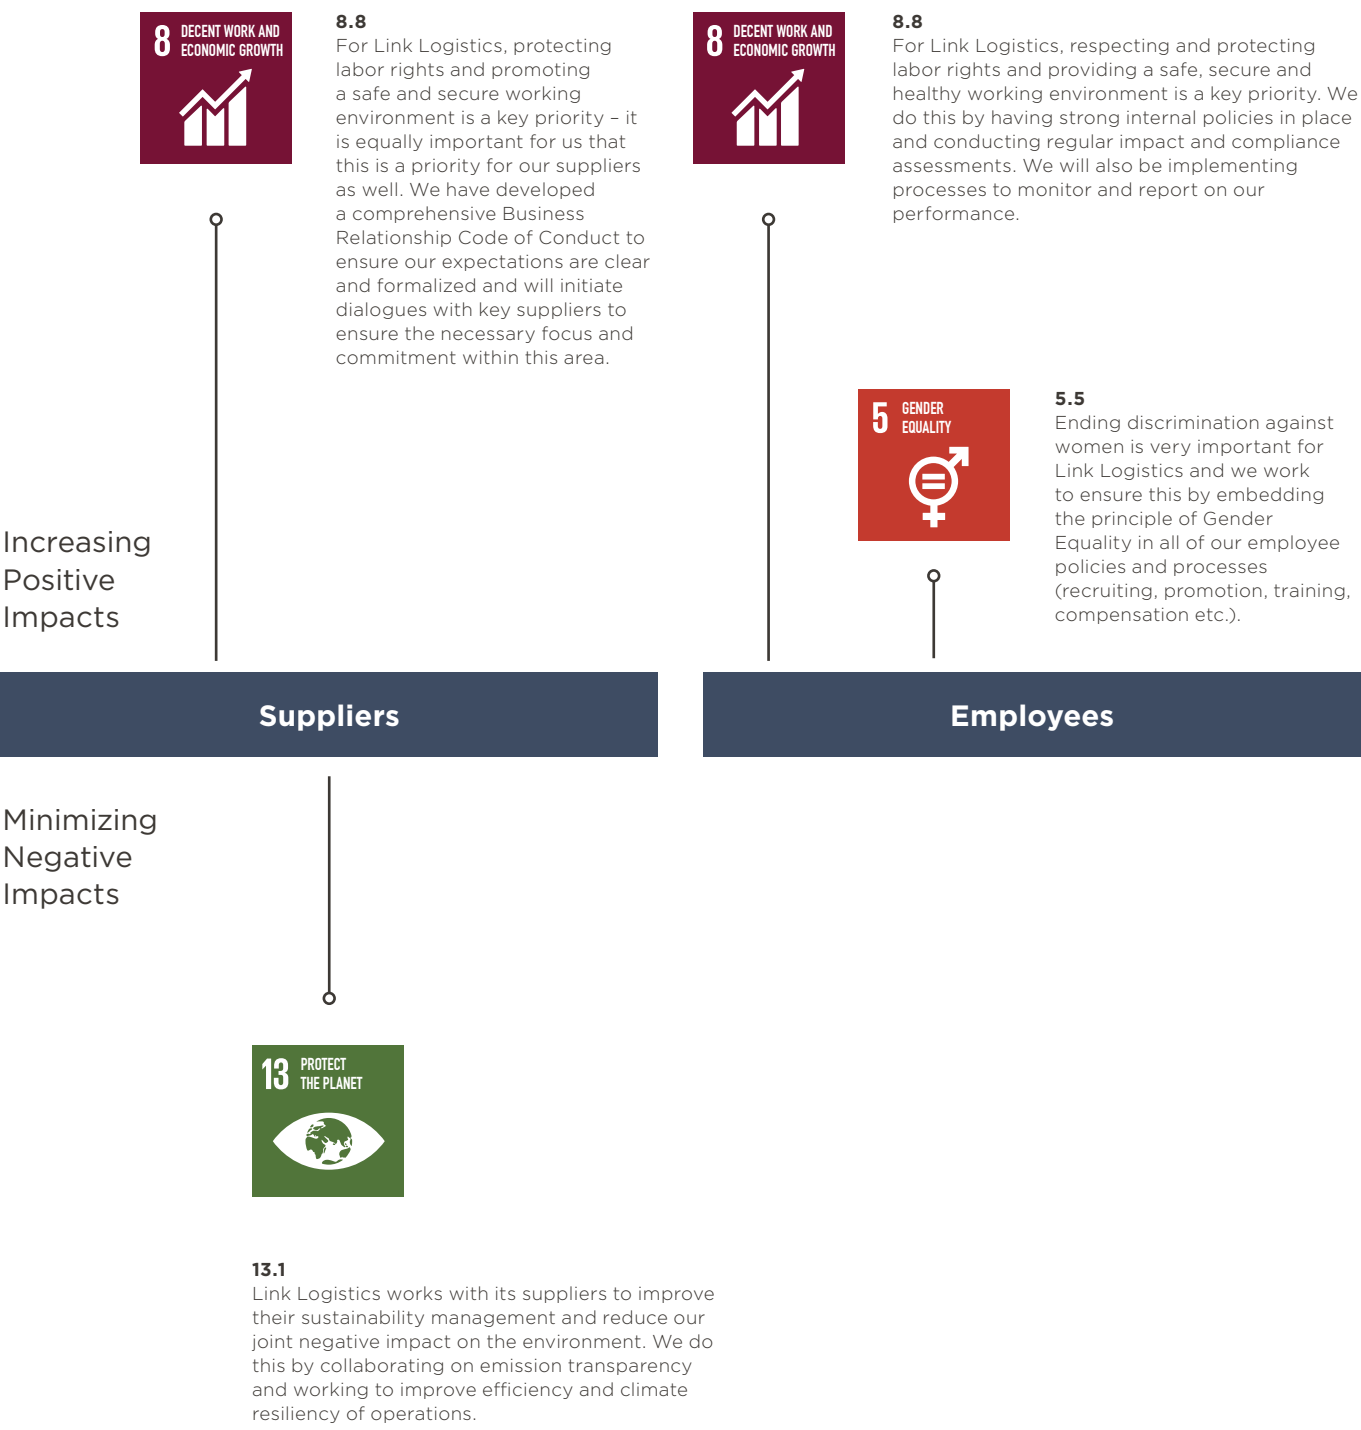 8 DECENT WORK AND
ECONOMIC GROWTH
8.8
For Link Logistics, protecting
labor rights and promoting
a safe and secure working
environment is a key priority – it
is equally important for us that
this is a priority for our suppliers
as well. We have developed
a comprehensive Business
Relationship Code of Conduct to
ensure our expectations are clear
and formalized and will initiate
dialogues with key suppliers to
ensure the necessary focus and
commitment within this area.
8 DECENT WORK AND
ECONOMIC GROWTH
8.8
For Link Logistics, respecting and protecting
labor rights and providing a safe, secure and
healthy working environment is a key priority. We
do this by having strong internal policies in place
and conducting regular impact and compliance
assessments. We will also be implementing
processes to monitor and report on our
performance.
5 GENDER
EQUALITY
5.5
Ending discrimination against
women is very important for
Link Logistics and we work
to ensure this by embedding
the principle of Gender
Equality in all of our employee
policies and processes
(recruiting, promotion, training,
compensation etc.).
Increasing
Positive
Impacts
Suppliers
Employees
Minimizing
Negative
Impacts
13 PROTECT
THE PLANET
13.1
Link Logistics works with its suppliers to improve
their sustainability management and reduce our
joint negative impact on the environment. We do
this by collaborating on emission transparency
and working to improve efficiency and climate
resiliency of operations.